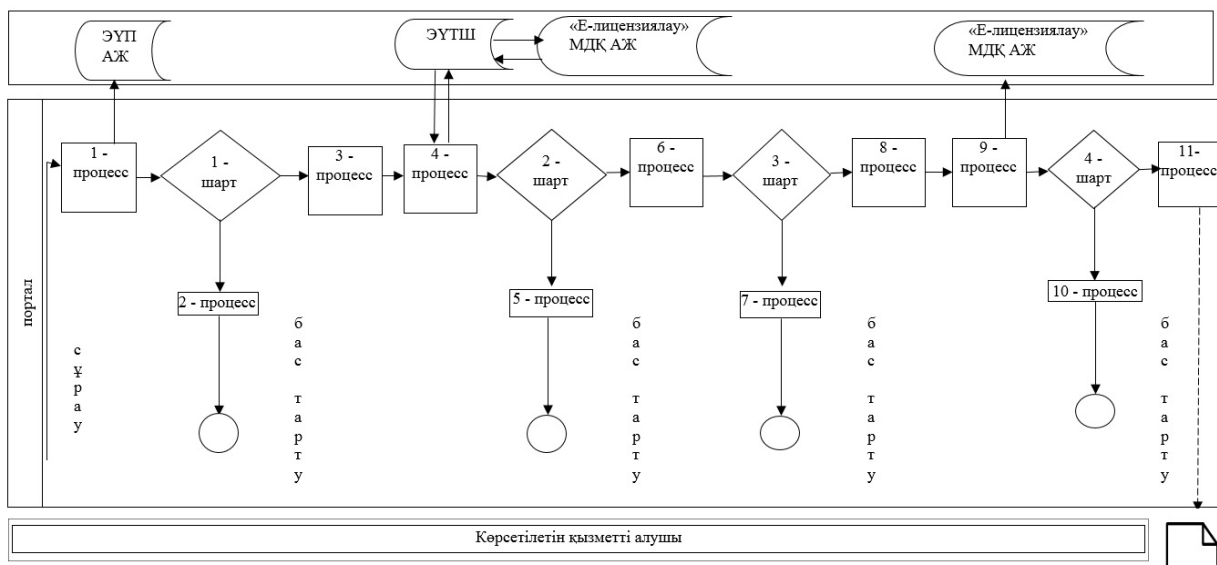 ЭҮП
АЖ
ЭҮТШ
«Е-лицензиялау»
МДҚ АЖ
«Е-лицензиялау»
МДҚ АЖ
1 -
процесс
1 -
шарт
3 -
процесс
4 -
процесс
2 -
шарт
6 -
процесс
3 -
шарт
8 -
процесс
9 -
процесс
4 -
шарт
11-
процесс
2 - процесс
5 - процесс
7 - процесс
10 - процесс
портал
сұрау
бас тарту
бас тарту
бас тарту
бас тарту
Көрсетілетін қызметті алушы